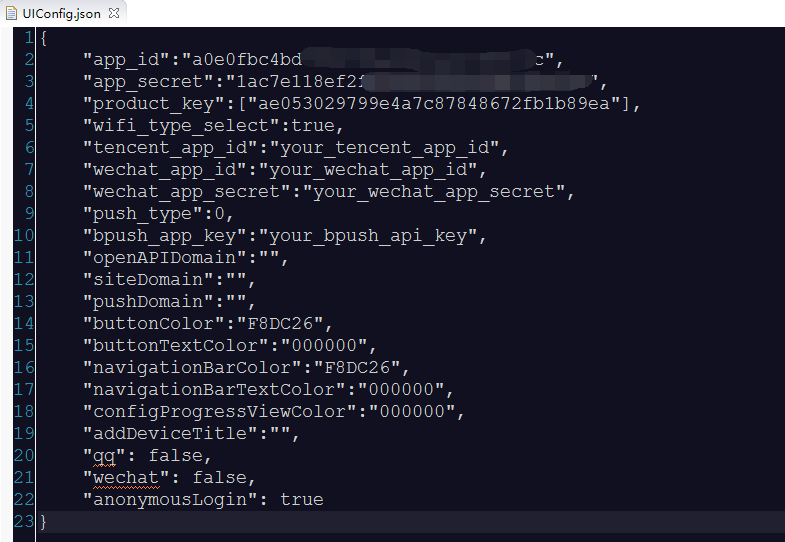 UIConfig.json
1 {
2 "app_id":"a0e0fbc4bd c",
3 "app_secret":"1ac7e118ef2f ",
4 "product_key":["ae053029799e4a7c87848672fb1b89ea"],
5 "wifi_type_select":true,
6 "tencent_app_id":"your_tencent_app_id",
7 "wechat_app_id":"your_wechat_app_id",
8 "wechat_app_secret":"your_wechat_app_secret",
9 "push_type":0,
10 "bpush_app_key":"your_bpush_api_key",
11 "openAPIDomain":"",
12 "siteDomain":"",
13 "pushDomain":"",
14 "buttonColor":"F8DC26",
15 "buttonTextColor":"000000",
16 "navigationBarColor":"F8DC26",
17 "navigationBarTextColor":"000000",
18 "configProgressViewColor":"000000",
19 "addDeviceTitle":"",
20 "qq": false,
21 "wechat": false,
22 "anonymousLogin": true
23 }